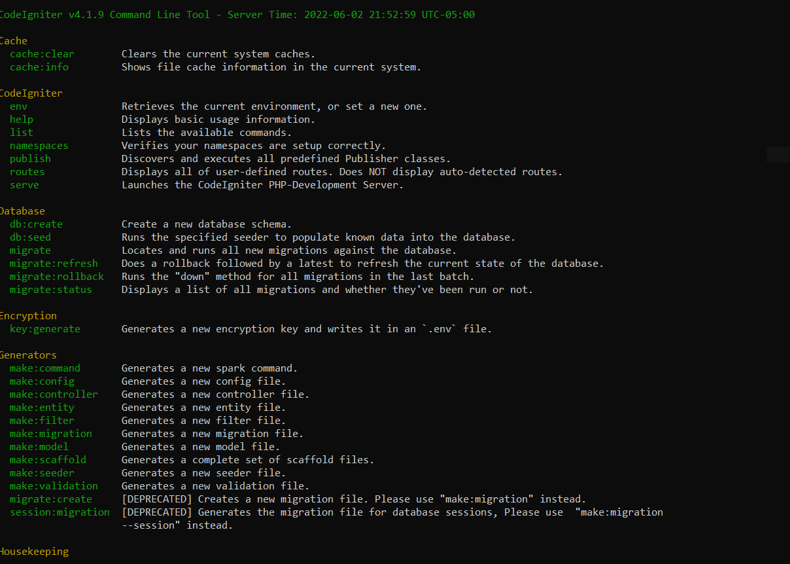 CodeIgniter v4.1.9 Command Line Tool - Server Time: 2022-06-02 21:52:59 UTC-05:00
Cache
cache:clear Clears the current system caches.
cache:info Shows file cache information in the current system.
CodeIgniter
env Retrieves the current environment, or set a new one.
help Displays basic usage information.
list Lists the available commands.
namespaces Verifies your namespaces are setup correctly.
publish Discovers and executes all predefined Publisher classes.
routes Displays all of user-defined routes. Does NOT display auto-detected routes.
serve Launches the CodeIgniter PHP-Development Server.
Database
db:create Create a new database schema.
db:seed Runs the specified seeder to populate known data into the database.
migrate Locates and runs all new migrations against the database.
migrate:refresh Does a rollback followed by a latest to refresh the current state of the database.
migrate:rollback Runs the "down" method for all migrations in the last batch.
migrate:status Displays a list of all migrations and whether they've been run or not.
Encryption
key:generate Generates a new encryption key and writes it in an `.env` file.
Generators
make:command Generates a new spark command.
make:config Generates a new config file.
make:controller Generates a new controller file.
make:entity Generates a new entity file.
make:filter Generates a new filter file.
make:migration Generates a new migration file.
make:model Generates a new model file.
make:scaffold Generates a complete set of scaffold files.
make:seeder Generates a new seeder file.
make:validation Generates a new validation file.
migrate:create [DEPRECATED] Creates a new migration file. Please use "make:migration" instead.
session:migration [DEPRECATED] Generates the migration file for database sessions, Please use  "make:migration
--session" instead.
Housekeeping